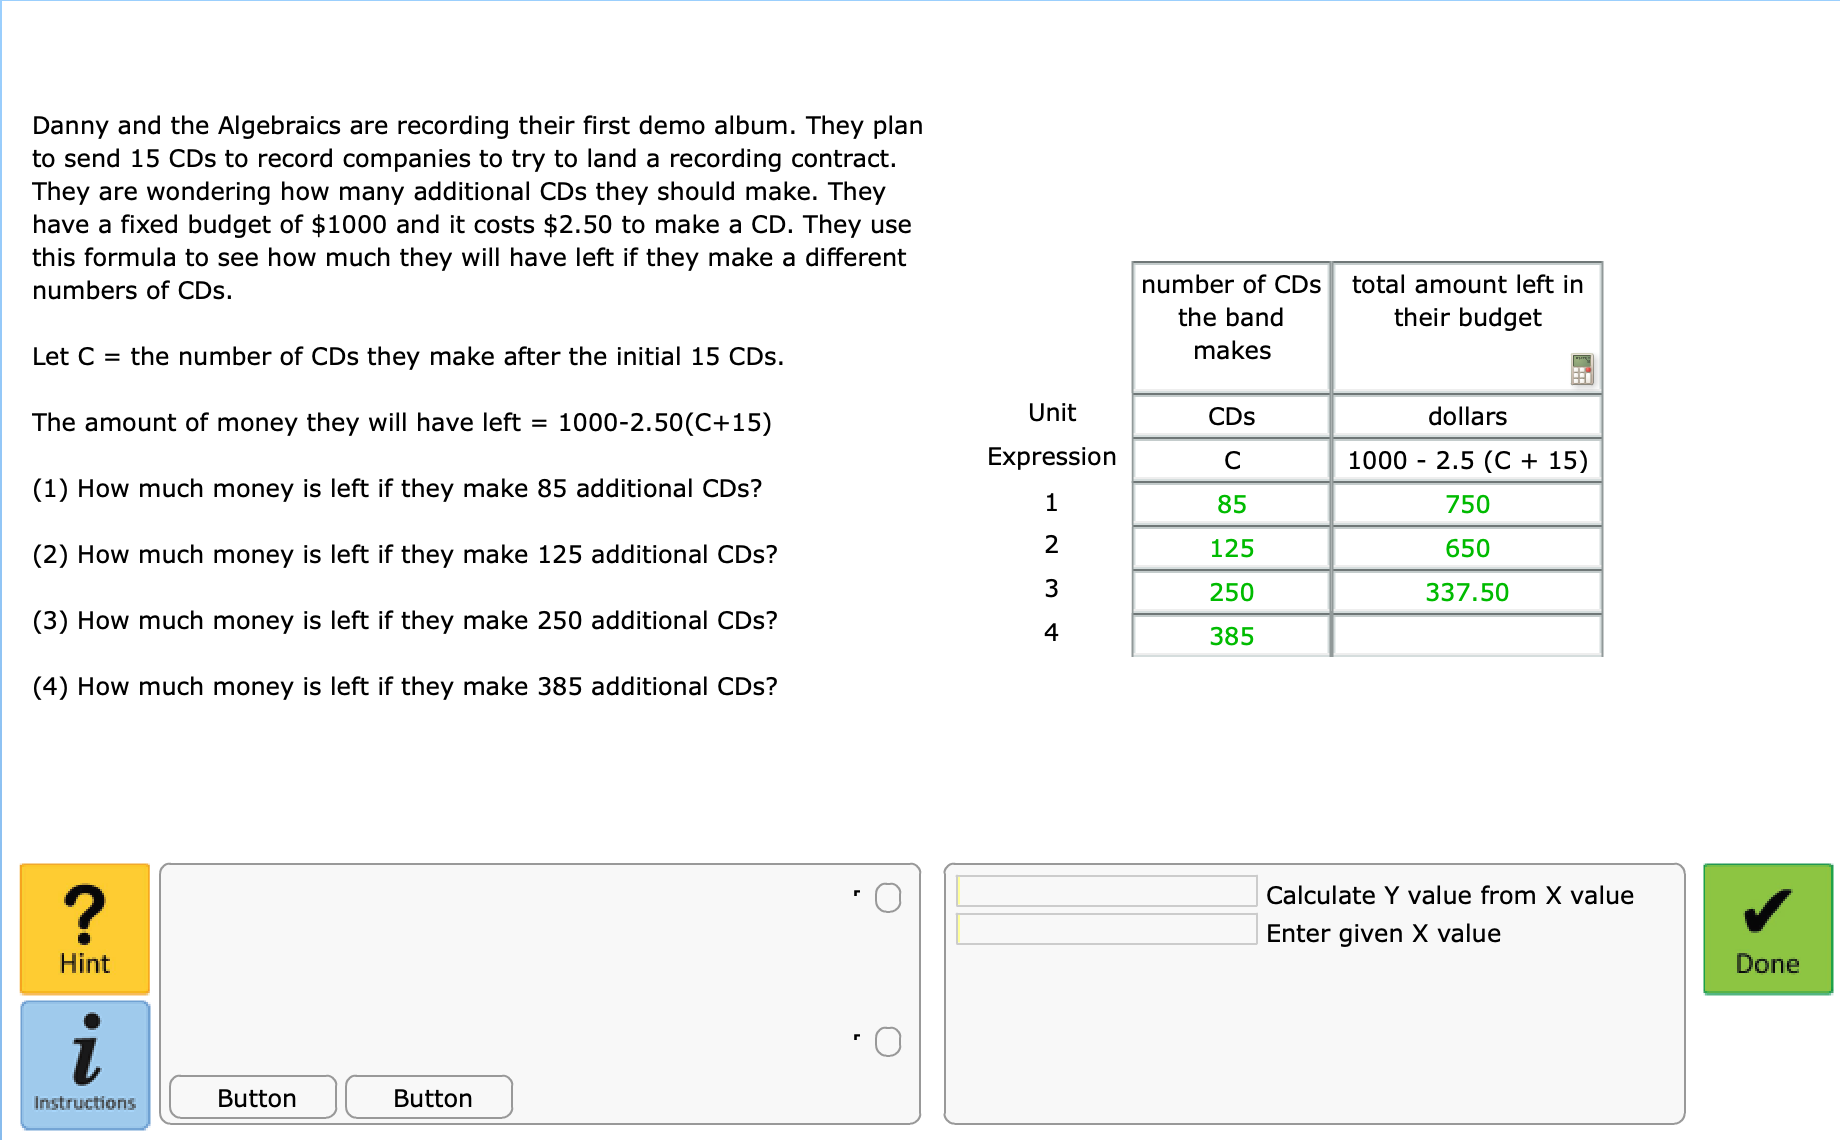 Danny and the Algebraics are recording their first demo album. They plan
to send 15 CDs to record companies to try to land a recording contract.
They are wondering how many additional CDs they should make. They
have a fixed budget of $1000 and it costs $2.50 to make a CD. They use
this formula to see how much they will have left if they make a different
numbers of CDs.
Let C = the number of CDs they make after the initial 15 CDs.
The amount of money they will have left = 1000-2.50(C+15)
(1) How much money is left if they make 85 additional CDs?
(2) How much money is left if they make 125 additional CDs?
(3) How much money is left if they make 250 additional CDs?
(4) How much money is left if they make 385 additional CDs?
number of CDs
the band
makes
total amount left in
their budget
Unit CDs dollars
Expression C 1000 - 2.5 (C + 15)
1 85 750
2 125 650
3 250 337.50
4 385
?
Hint
i
Instructions
Button Button
Calculate Y value from X value
Enter given X value
Done